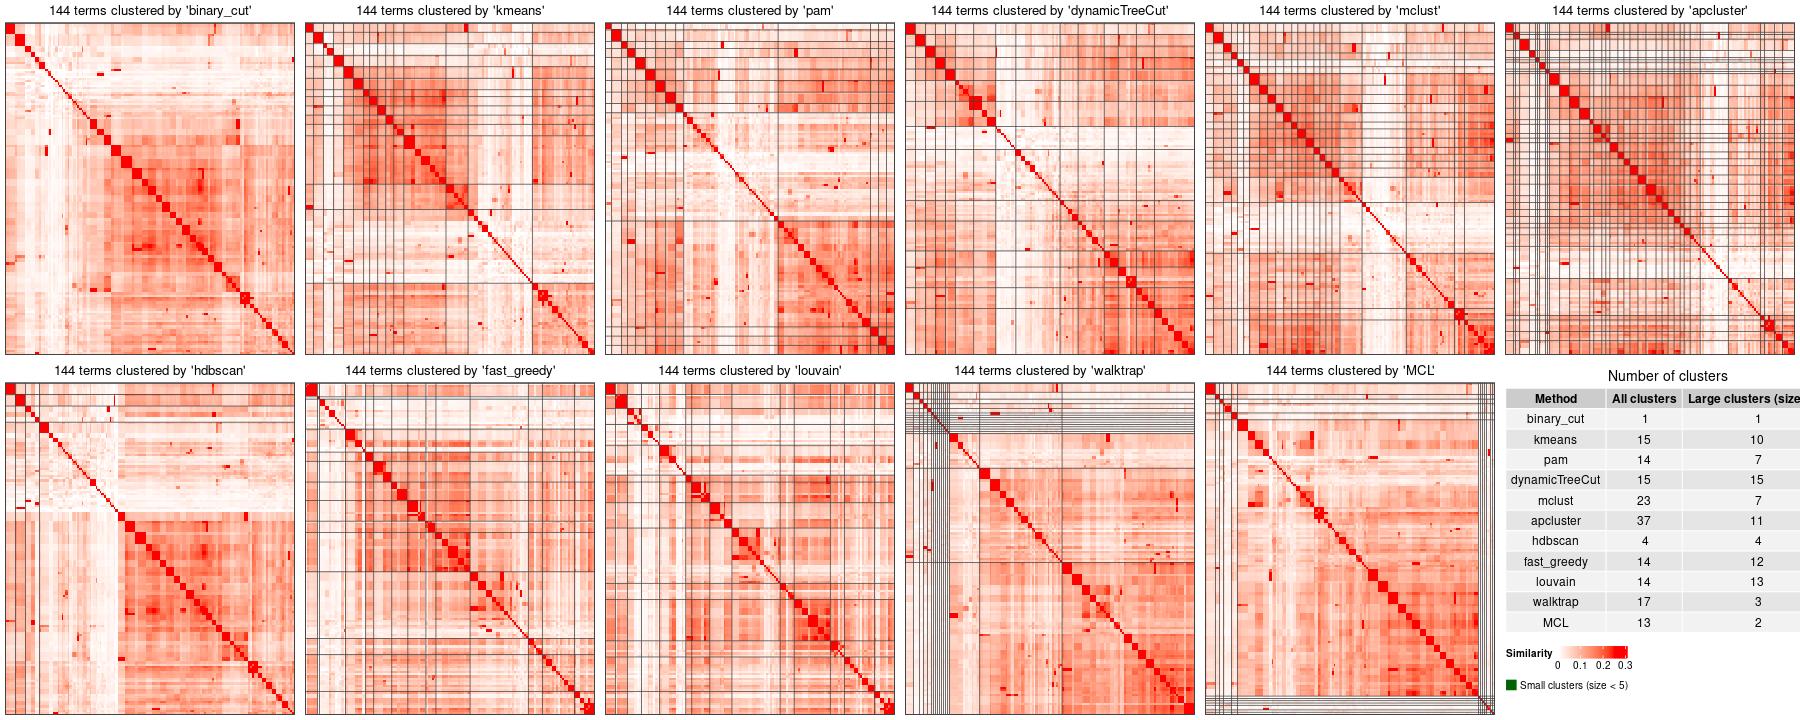 144 terms clustered by 'binary_cut'
144 terms clustered by 'kmeans'
144 terms clustered by 'pam'
144 terms clustered by 'dynamicTreeCut'
144 terms clustered by 'mclust'
144 terms clustered by 'apcluster'
144 terms clustered by 'hdbscan'
144 terms clustered by 'fast_greedy'
144 terms clustered by 'louvain'
144 terms clustered by 'walktrap'
144 terms clustered by 'MCL'
Number of clusters
Method All clusters Large clusters (size
binary_cut 1 1
kmeans 15 10
pam 14 7
dynamicTreeCut 15 15
mclust 23 7
apcluster 37 11
hdbscan 4 4
fast_greedy 14 12
louvain 14 13
walktrap 17 3
MCL 13 2
Similarity
0 0.1 0.2 0.3
Small clusters (size < 5)